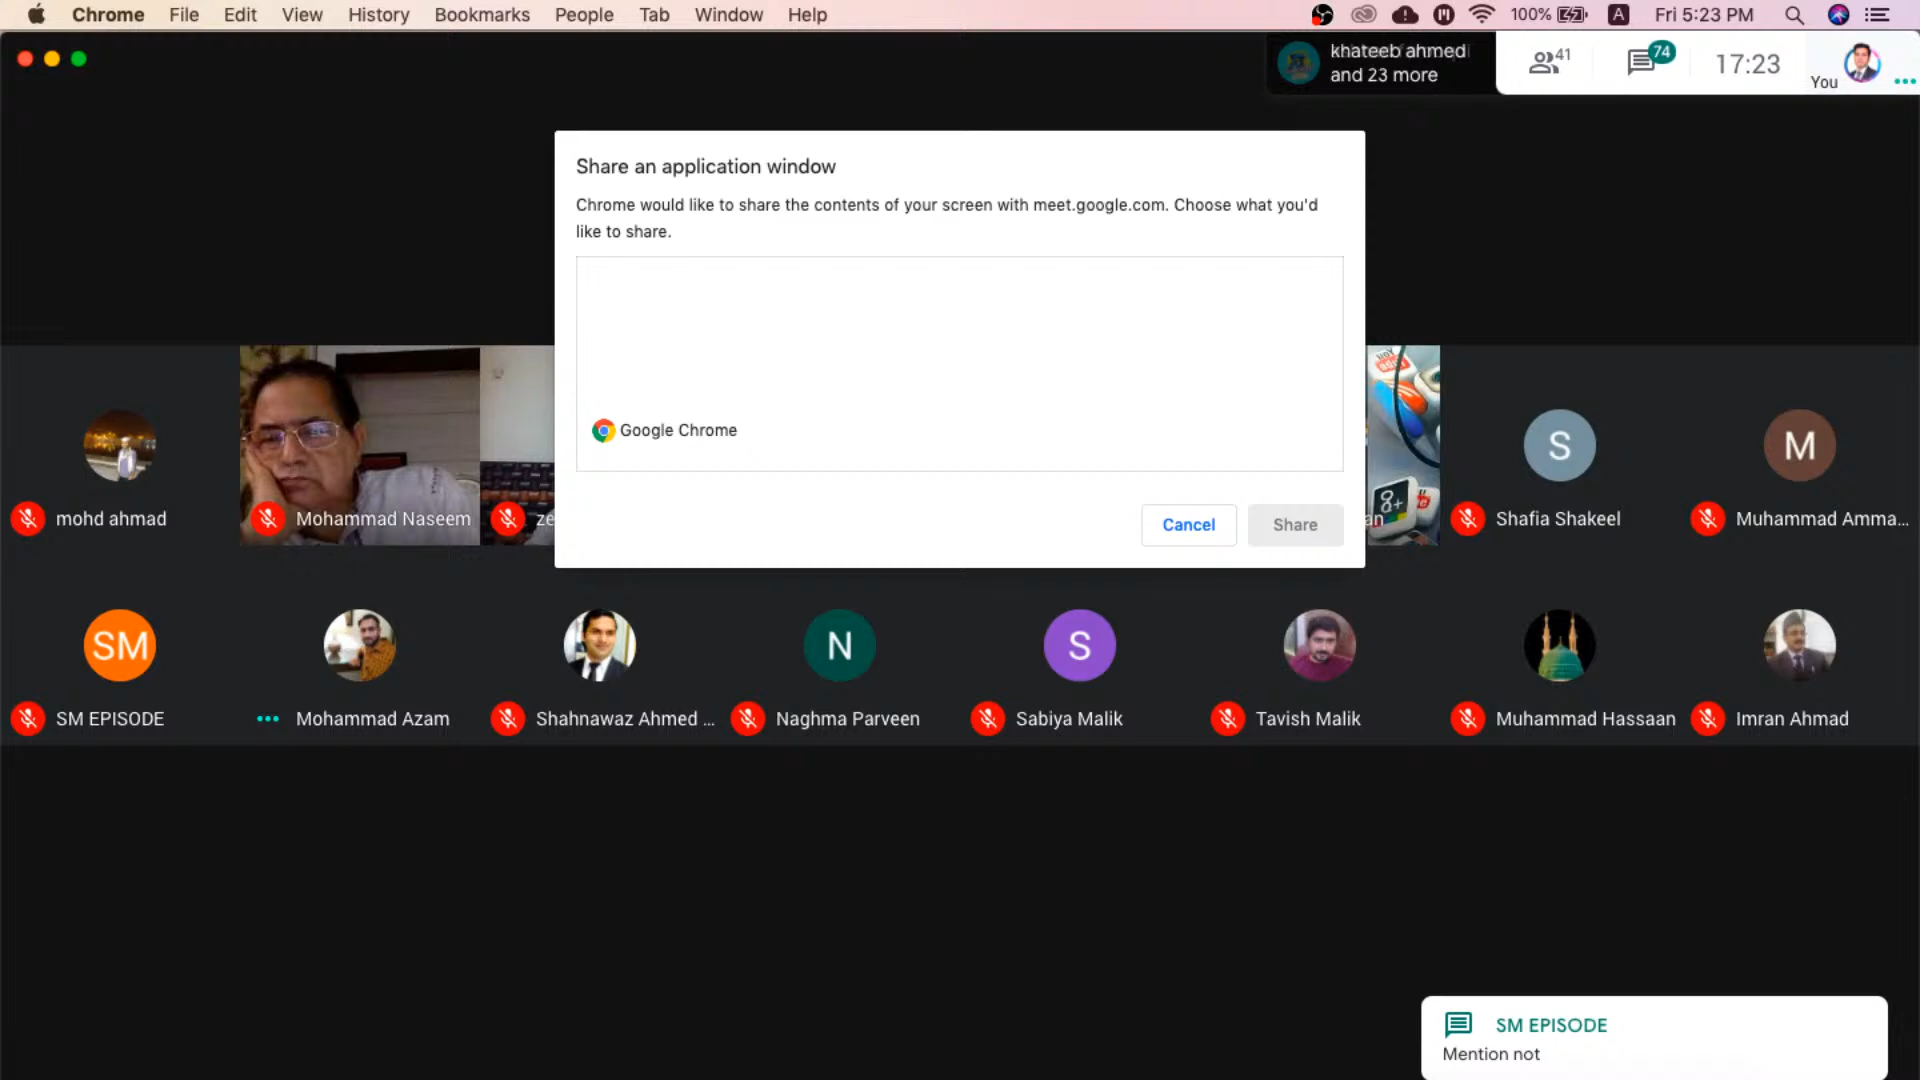 Chrome File Edit View History Bookmarks People Tab Window Help
100% A Fri 5:23 PM
khateeb ahmed
and 23 more
41
74
17:23
You
Share an application window
Chrome would like to share the contents of your screen with meet.google.com. Choose what you'd
like to share.
Google Chrome
Cancel Share
mohd ahmad
Mohammad Naseem
ze
an
8+
S
Shafia Shakeel
M
Muhammad Amma...
SM
SM EPISODE
Mohammad Azam
Shahnawaz Ahmed ...
N
Naghma Parveen
S
Sabiya Malik
Tavish Malik
Muhammad Hassaan
Imran Ahmad
SM EPISODE
Mention not